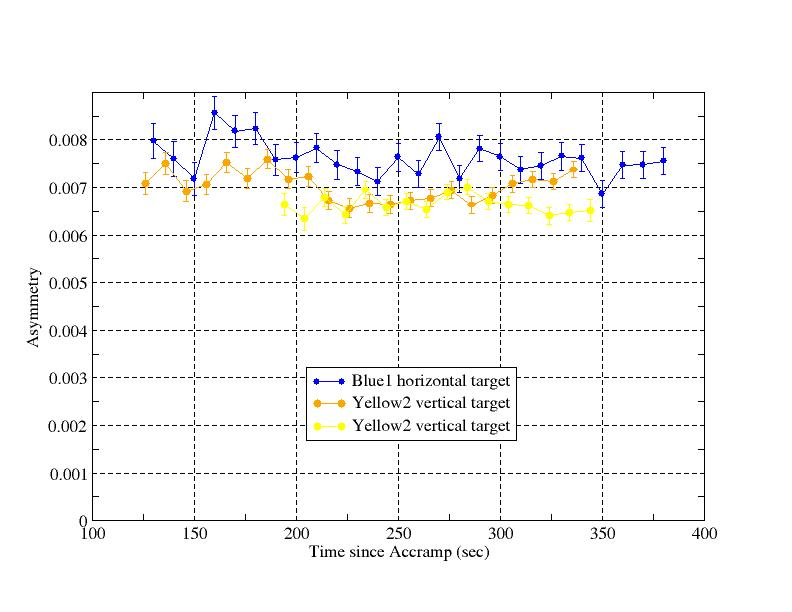 0.008
0.007
0.006
0.005
0.004
0.003
0.002
0.001
0
Asymmetry
Blue1 horizontal target
Yellow2 vertical target
Yellow2 vertical target
100 150 200 250 300 350 400
Time since Accramp (sec)